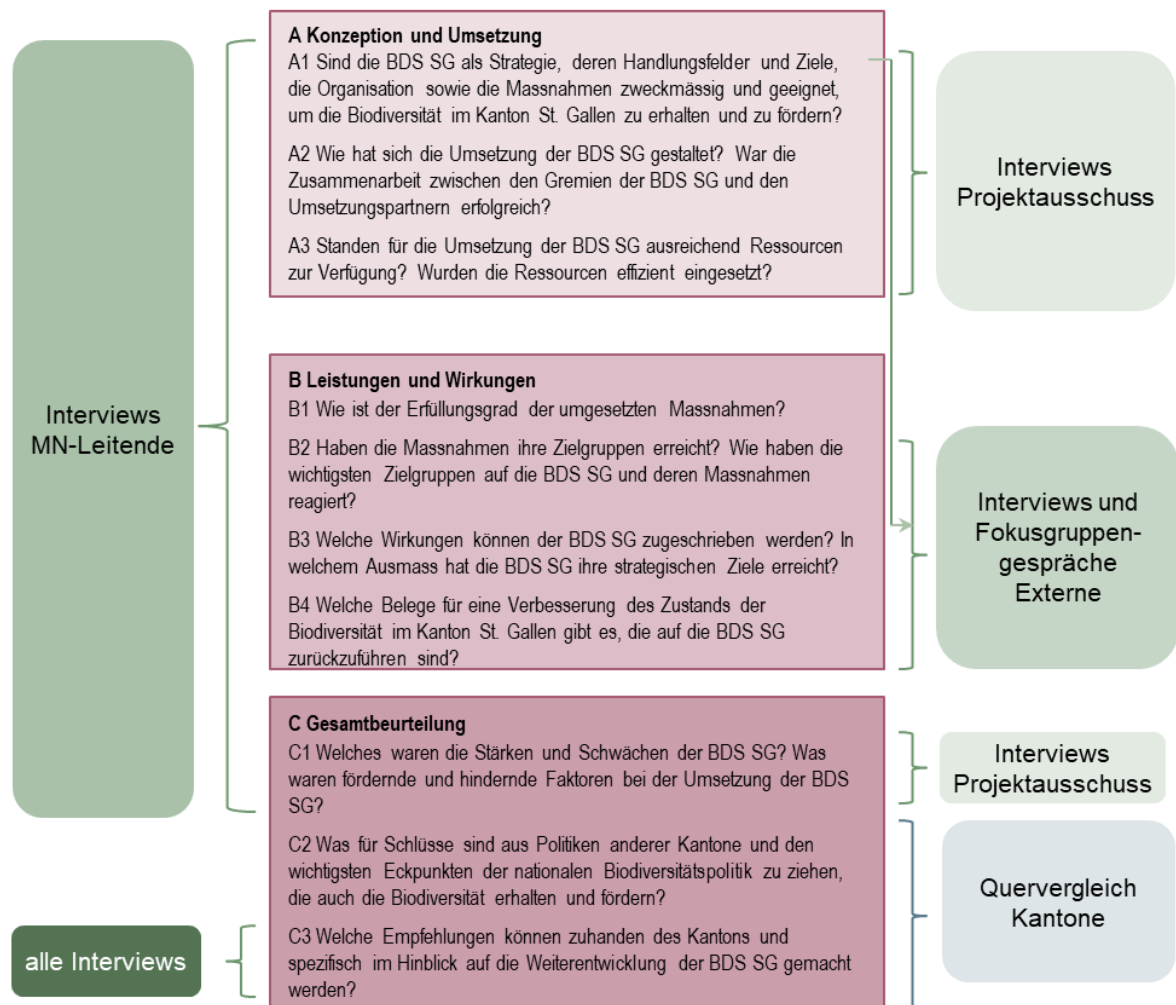 Interviews
MN-Leitende
A Konzeption und Umsetzung
A1 Sind die BDS SG als Strategie, deren Handlungsfelder und Ziele,
die Organisation sowie die Massnahmen zweckmässig und geeignet,
um die Biodiversität im Kanton St. Gallen zu erhalten und zu fördern?
A2 Wie hat sich die Umsetzung der BDS SG gestaltet? War die
Zusammenarbeit zwischen den Gremien der BDS SG und den
Umsetzungspartnern erfolgreich?
A3 Standen für die Umsetzung der BDS SG ausreichend Ressourcen
zur Verfügung? Wurden die Ressourcen effizient eingesetzt?
Interviews
Projektausschuss
B Leistungen und Wirkungen
B1 Wie ist der Erfüllungsgrad der umgesetzten Massnahmen?
B2 Haben die Massnahmen ihre Zielgruppen erreicht? Wie haben die
wichtigsten Zielgruppen auf die BDS SG und deren Massnahmen
reagiert?
B3 Welche Wirkungen können der BDS SG zugeschrieben werden? In
welchem Ausmass hat die BDS SG ihre strategischen Ziele erreicht?
B4 Welche Belege für eine Verbesserung des Zustands der
Biodiversität im Kanton St. Gallen gibt es, die auf die BDS SG
zurückzuführen sind?
Interviews und
Fokusgruppen-
gespräche
Externe
C Gesamtbeurteilung
C1 Welches waren die Stärken und Schwächen der BDS SG? Was
waren fördernde und hindernde Faktoren bei der Umsetzung der BDS
SG?
C2 Was für Schlüsse sind aus Politiken anderer Kantone und den
wichtigsten Eckpunkten der nationalen Biodiversitätspolitik zu ziehen,
die auch die Biodiversität erhalten und fördern?
C3 Welche Empfehlungen können zuhanden des Kantons und
spezifisch im Hinblick auf die Weiterentwicklung der BDS SG gemacht
werden?
Interviews
Projektausschuss
Quervergleich
Kantone
alle Interviews